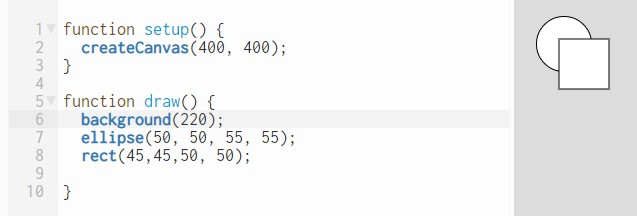 1 function setup() {
2 createCanvas(400, 400);
3 }
4
5 function draw() {
6 background(220);
7 ellipse(50, 50, 55, 55);
8 rect(45,45,50, 50);
9
10 }